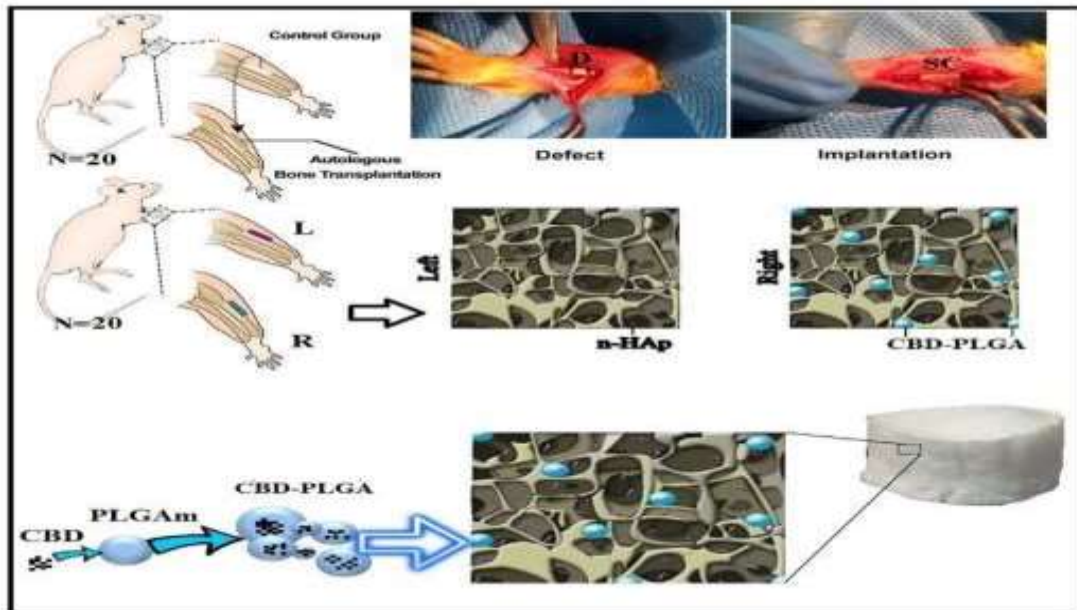 Control Group
D
SC
Defect
Implantation
N=20
Autologous
Bone Transplantation
L
Left
Right
N=20
R
n-HAp
CBD-PLGA
CBD-PLGA
PLGAm
CBD